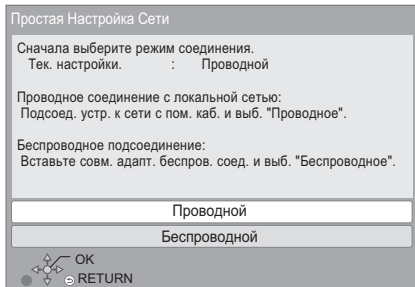 Простая Настройка Сети
Сначала выберите режим соединения.
Тек. настройки. : Проводной
Проводное соединение с локальной сетью:
Подсоед. устр. к сети с пом. каб. и выб. "Проводное".
Беспроводное подсоединение:
Вставьте совм. адапт. беспров. соед. и выб. "Беспроводное".
Проводной
Беспроводной
OK
RETURN